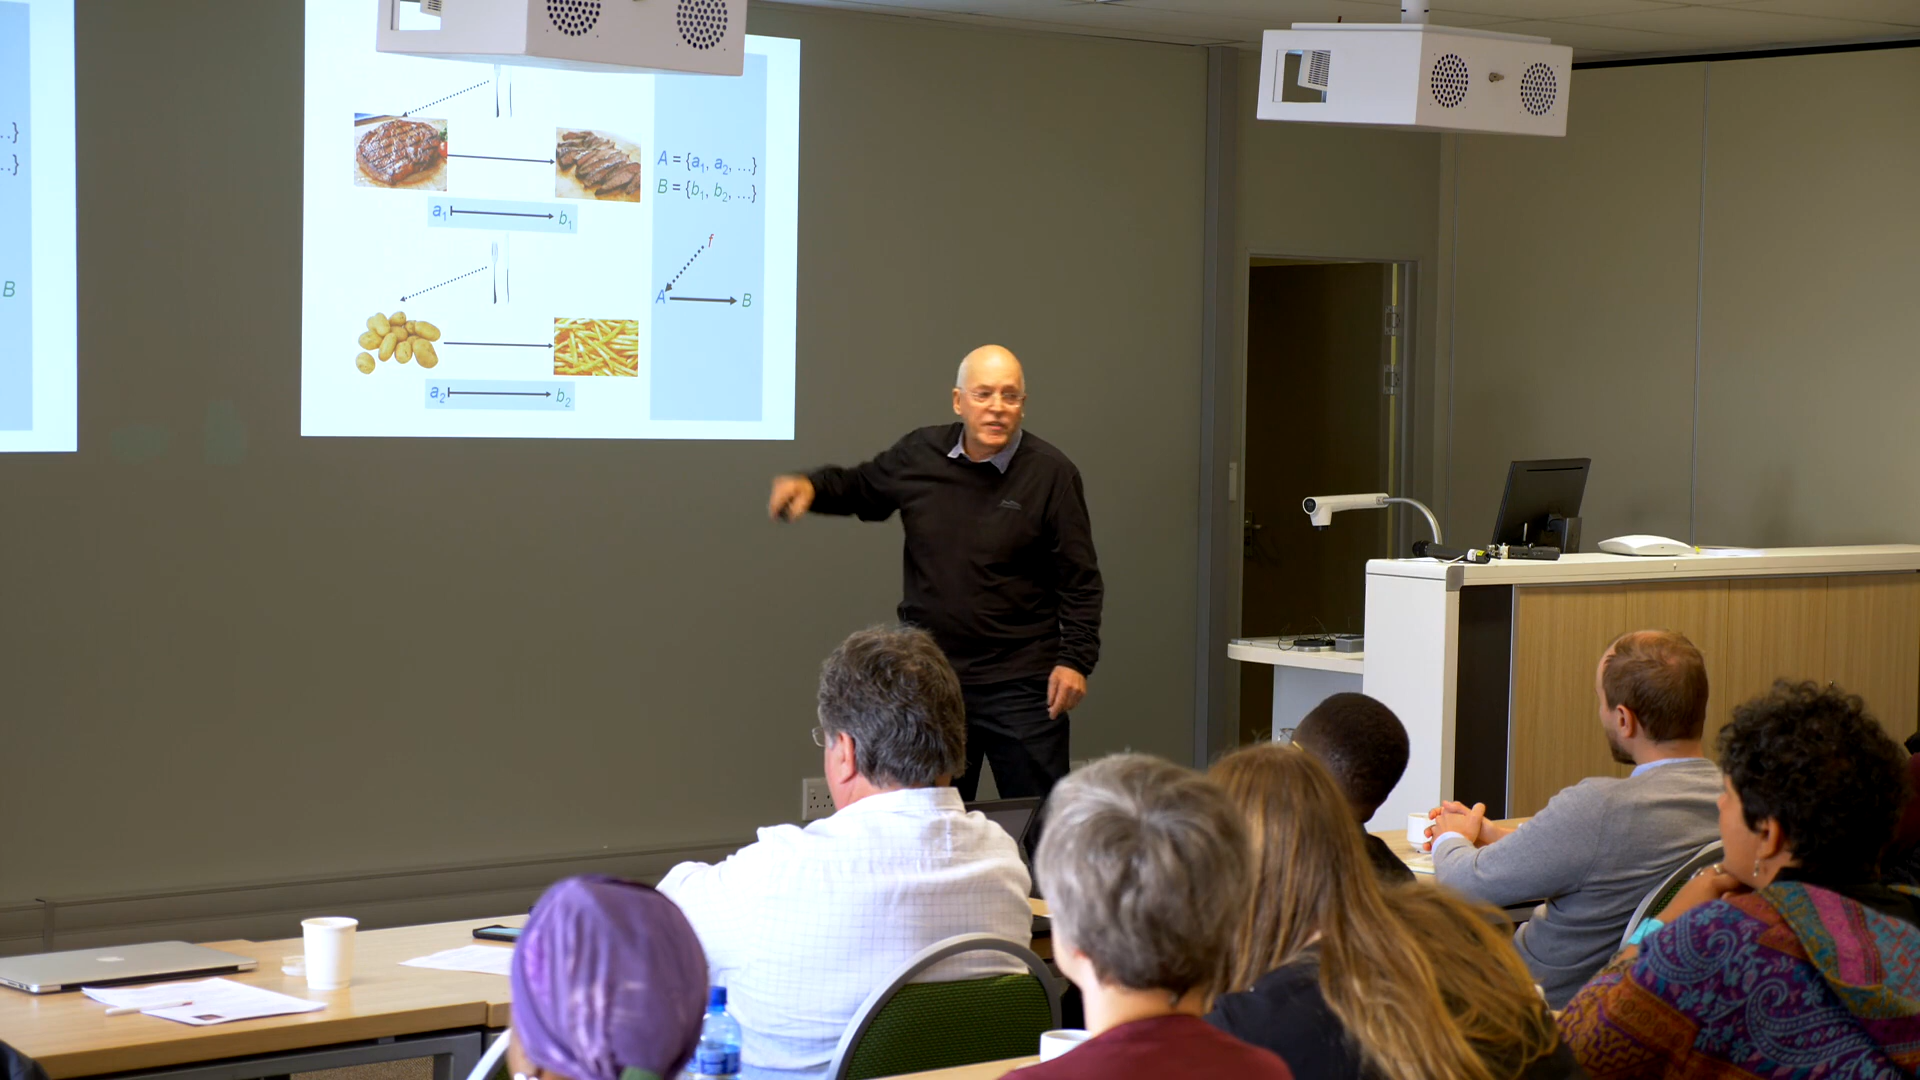 …}
…}
B
A = {a₁, a₂, …}
B = {b₁, b₂, …}
a₁ b₁
f
A B
a₂ b₂